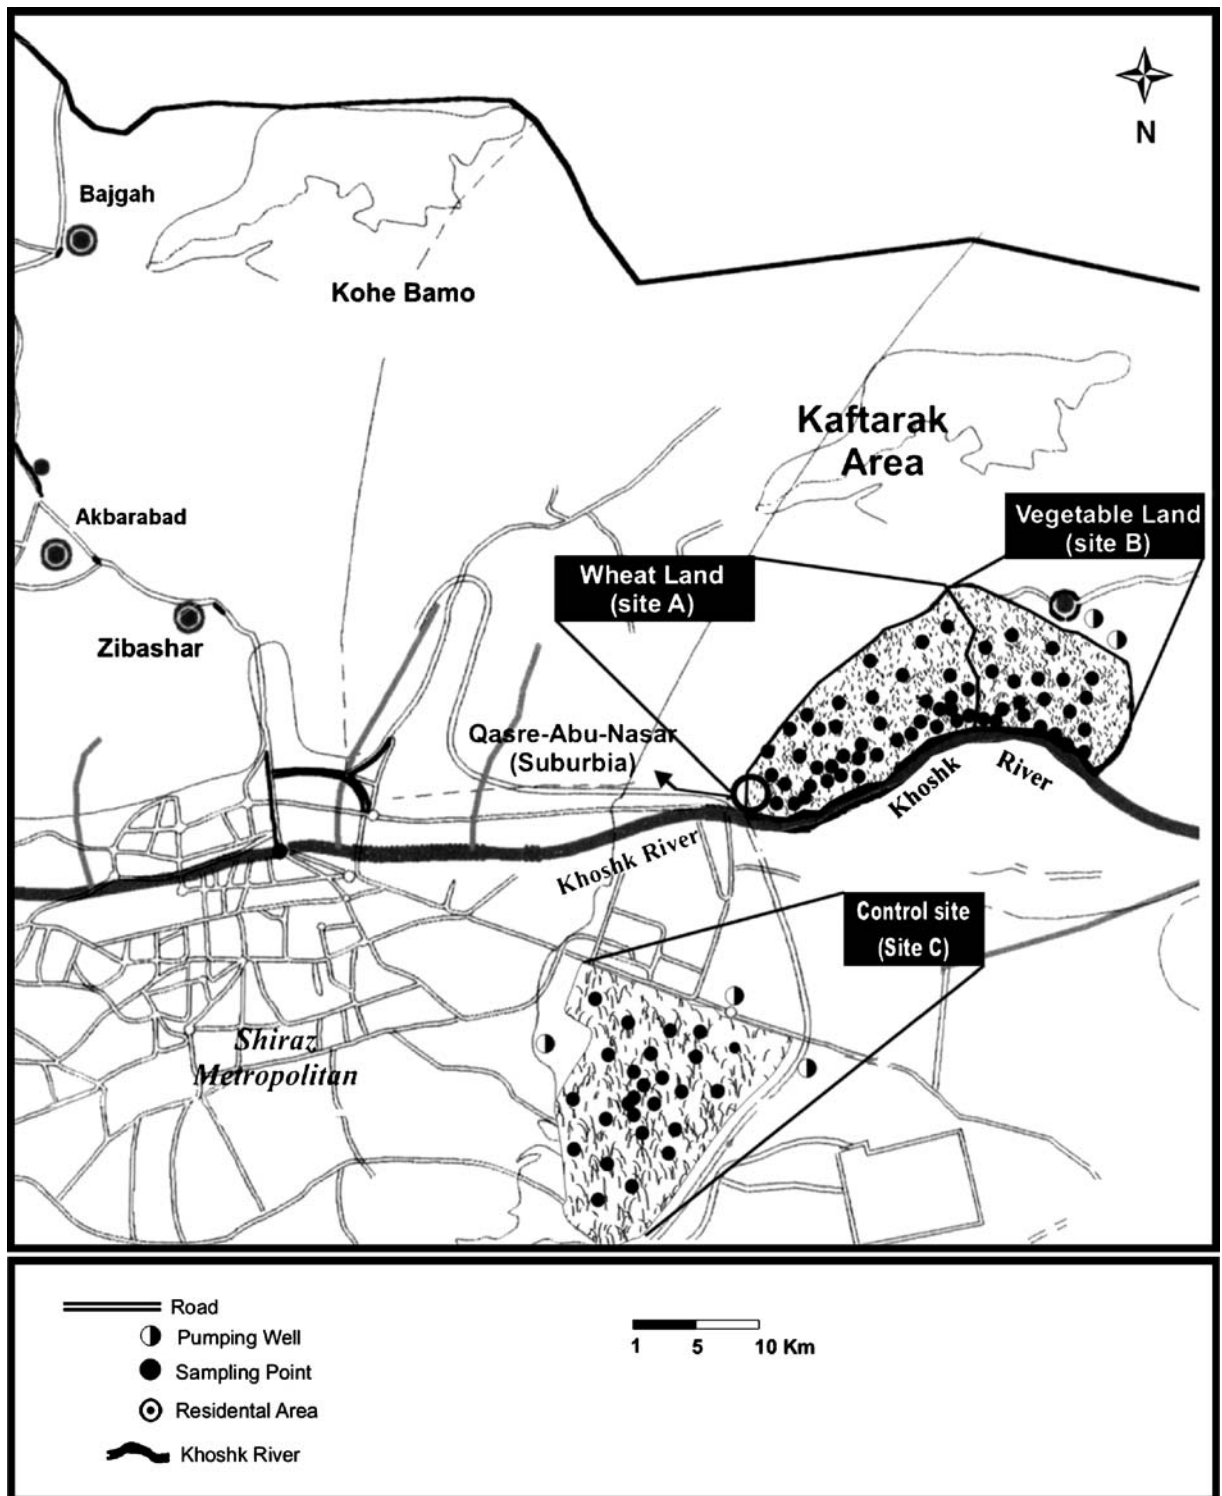 N
Bajgah
Kohe Bamo
Kaftarak
Area
Akbarabad
Vegetable Land
(site B)
Wheat Land
(site A)
Zibashar
Qasre-Abu-Nasar
(Suburbia)
Khoshk River
Khoshk River
Control site
(Site C)
Shiraz
Metropolitan
Road
Pumping Well
Sampling Point
Residental Area
Khoshk River
1 5 10 Km